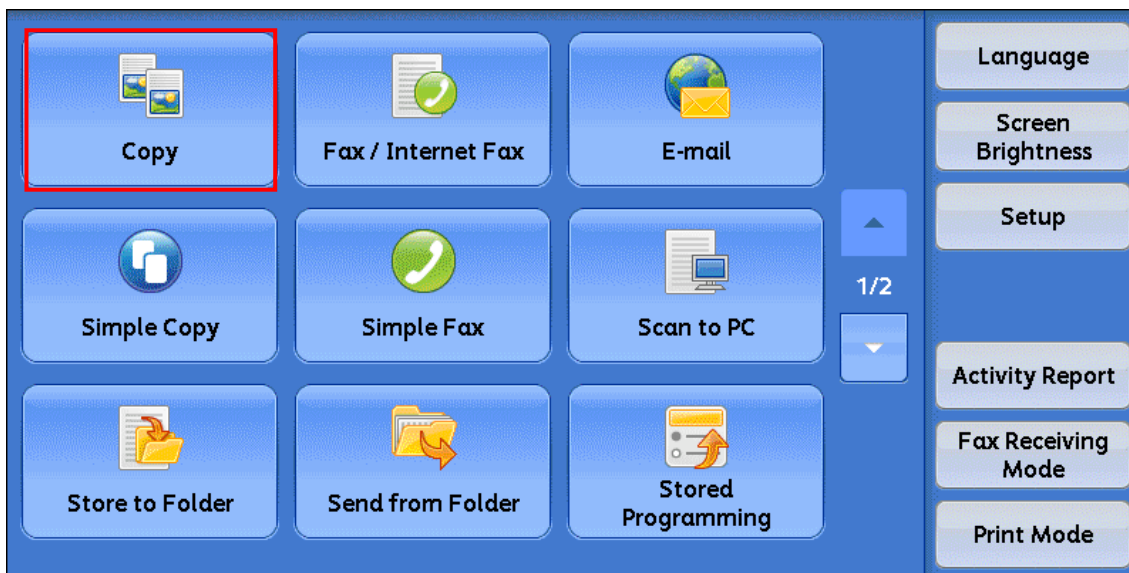 Copy
Fax / Internet Fax
E-mail
Simple Copy
Simple Fax
Scan to PC
Store to Folder
Send from Folder
Stored
Programming
1/2
Language
Screen
Brightness
Setup
Activity Report
Fax Receiving
Mode
Print Mode